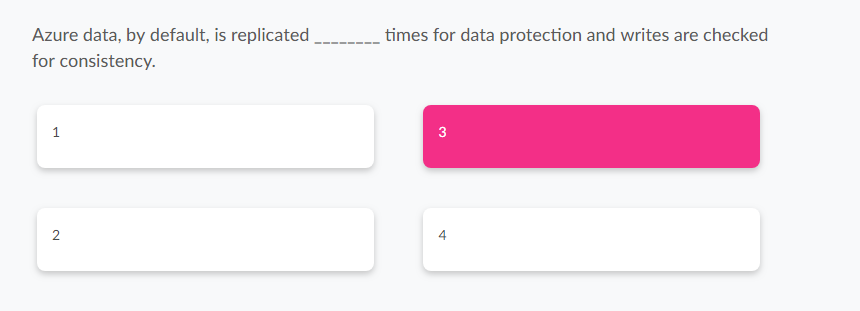 Azure data, by default, is replicated ________ times for data protection and writes are checked
for consistency.
1
3
2
4